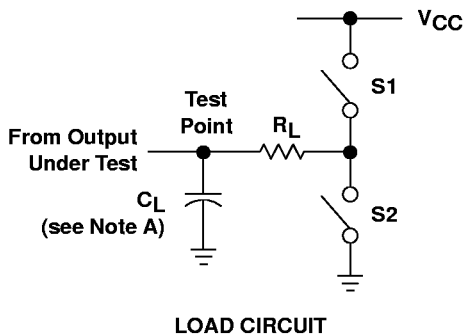 VCC
S1
Test
Point
RL
From Output
Under Test
CL
(see Note A)
S2
LOAD CIRCUIT